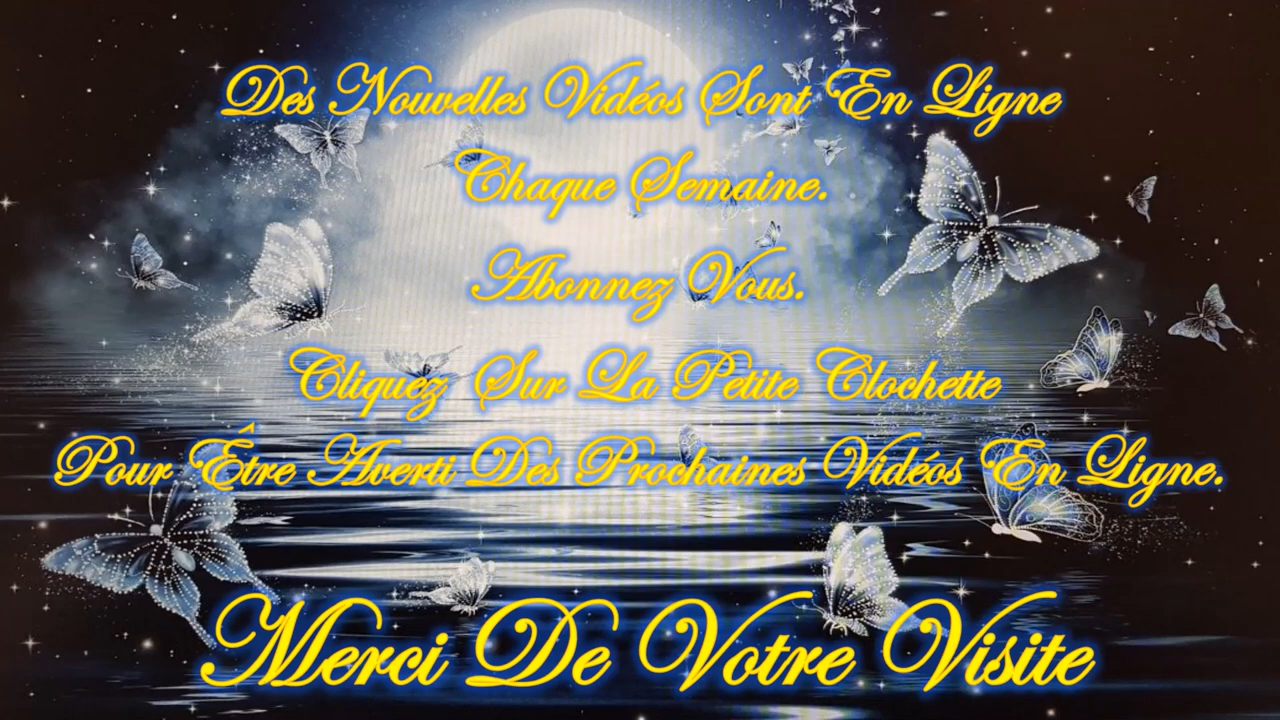 Des Nouvelles Vidéos Sont En Ligne
Chaque Semaine.
Abonnez Vous.
Cliquez Sur La Petite Clochette
Pour Être Averti Des Prochaines Vidéos En Ligne.
Merci De Votre Visite